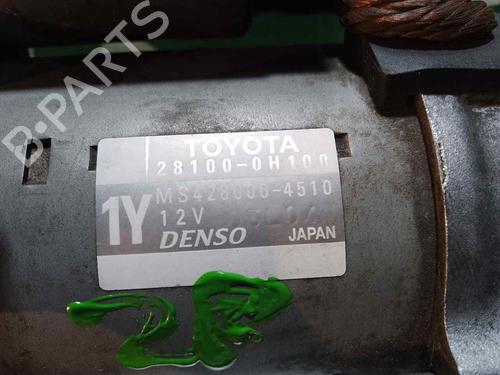 TOYOTA
28100-0H100
MS428000-4510
1Y
12V
DENSO JAPAN
B-PARTS